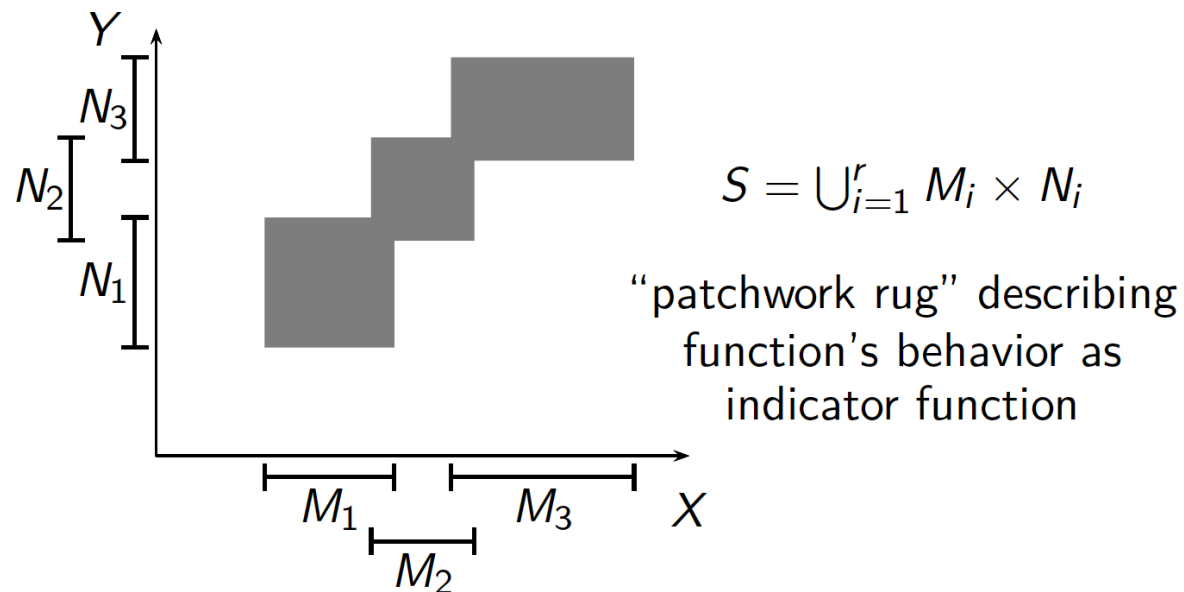 Y
N₃
N₂
N₁
M₁
M₃
X
M₂
S = ⋃ᵢ₌₁ʳ Mᵢ × Nᵢ
“patchwork rug” describing
function’s behavior as
indicator function